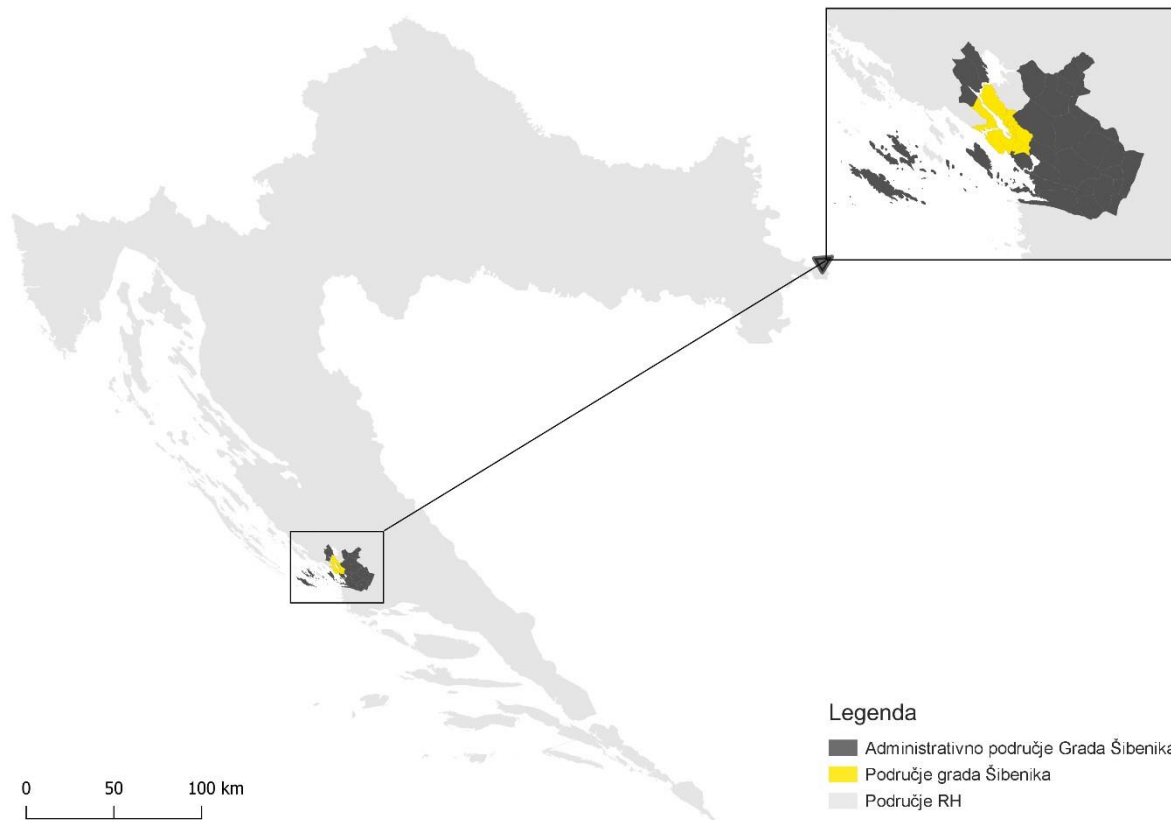 Legenda
Administrativno područje Grada Šibenika
Područje grada Šibenika
Područje RH
0 50 100 km